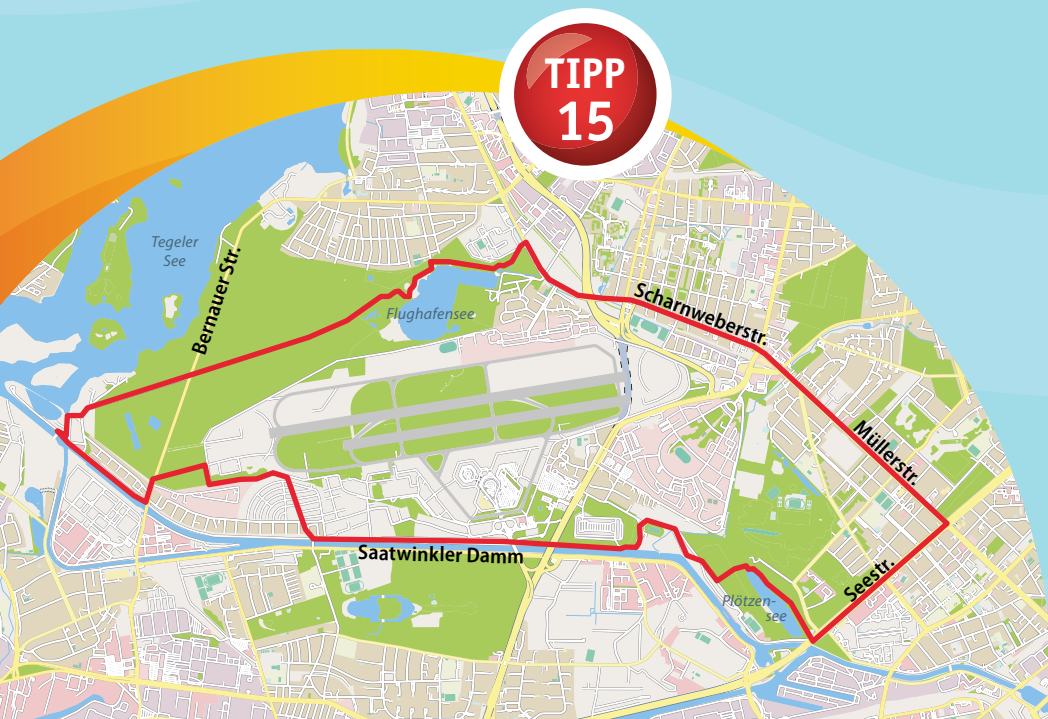 TIPP
15
Tegeler
See
Bernauer Str.
Flughafensee
Scharnweberstr.
Müllerstr.
Saatwinkler Damm
Seestr.
Plötzen-
see